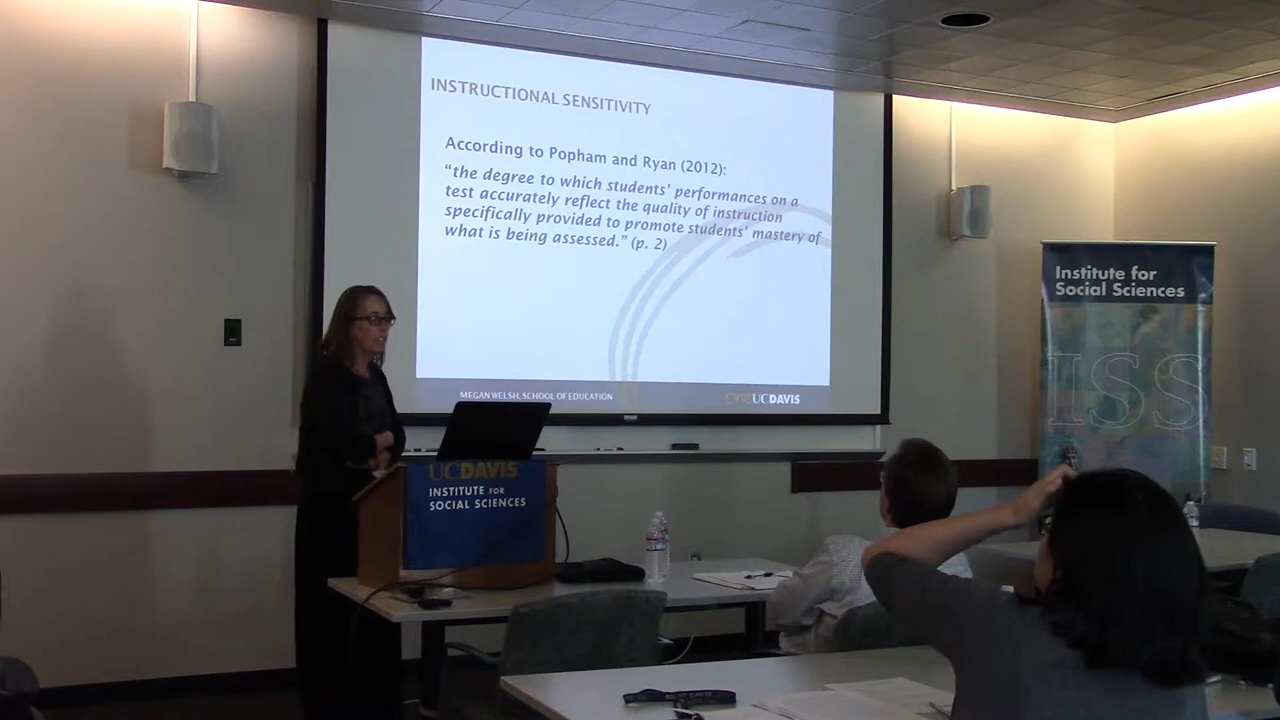 INSTRUCTIONAL SENSITIVITY
According to Popham and Ryan (2012):
“the degree to which students’ performances on a
test accurately reflect the quality of instruction
specifically provided to promote students’ mastery of
what is being assessed.” (p. 2)
MEGAN WELSH, SCHOOL OF EDUCATION
One UCDAVIS
Institute for
Social Sciences
ISS
UCDAVIS
INSTITUTE FOR
SOCIAL SCIENCES